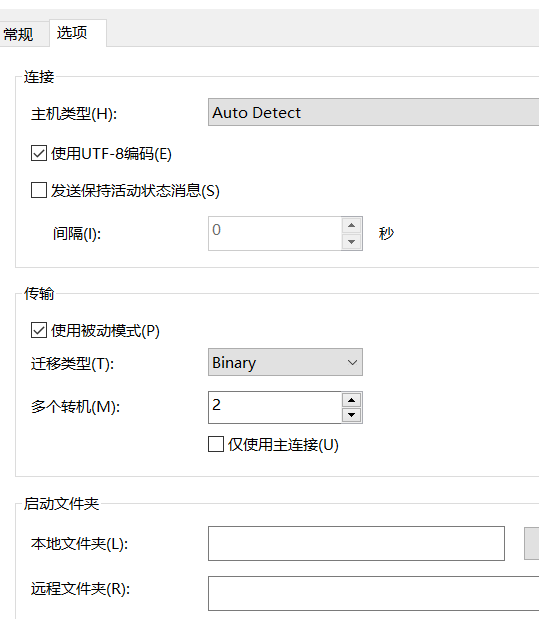 常规 选项
连接
主机类型(H): Auto Detect
使用UTF-8编码(E)
发送保持活动状态消息(S)
间隔(I): 0 秒
传输
使用被动模式(P)
迁移类型(T): Binary
多个转机(M): 2
仅使用主连接(U)
启动文件夹
本地文件夹(L):
远程文件夹(R):